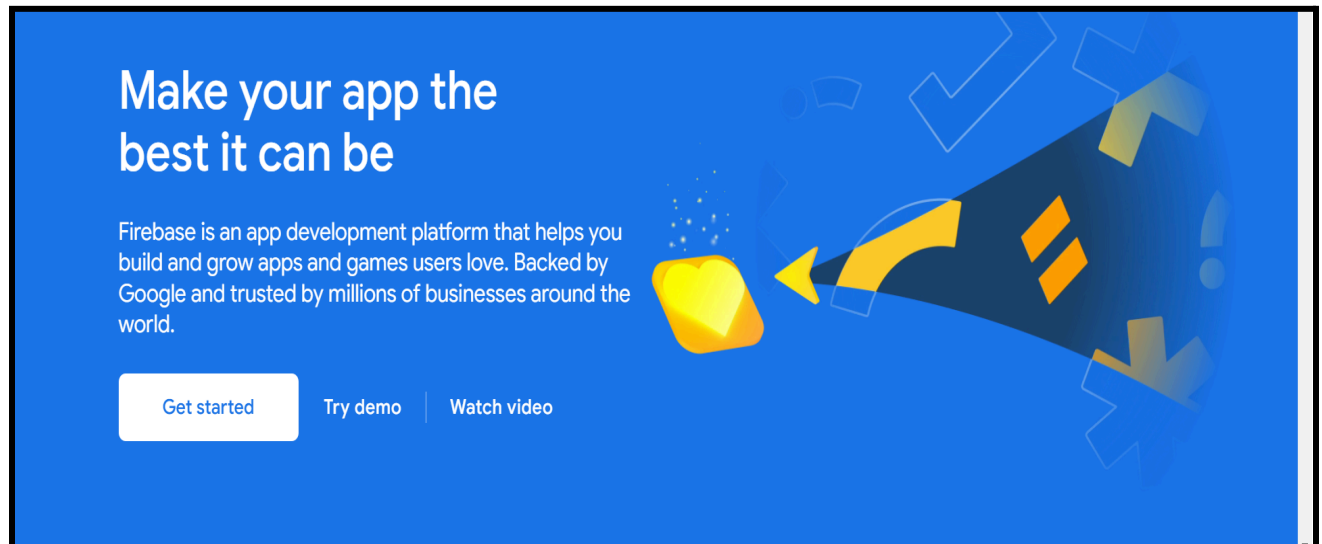 Make your app the
best it can be
Firebase is an app development platform that helps you
build and grow apps and games users love. Backed by
Google and trusted by millions of businesses around the
world.
Get started
Try demo
Watch video